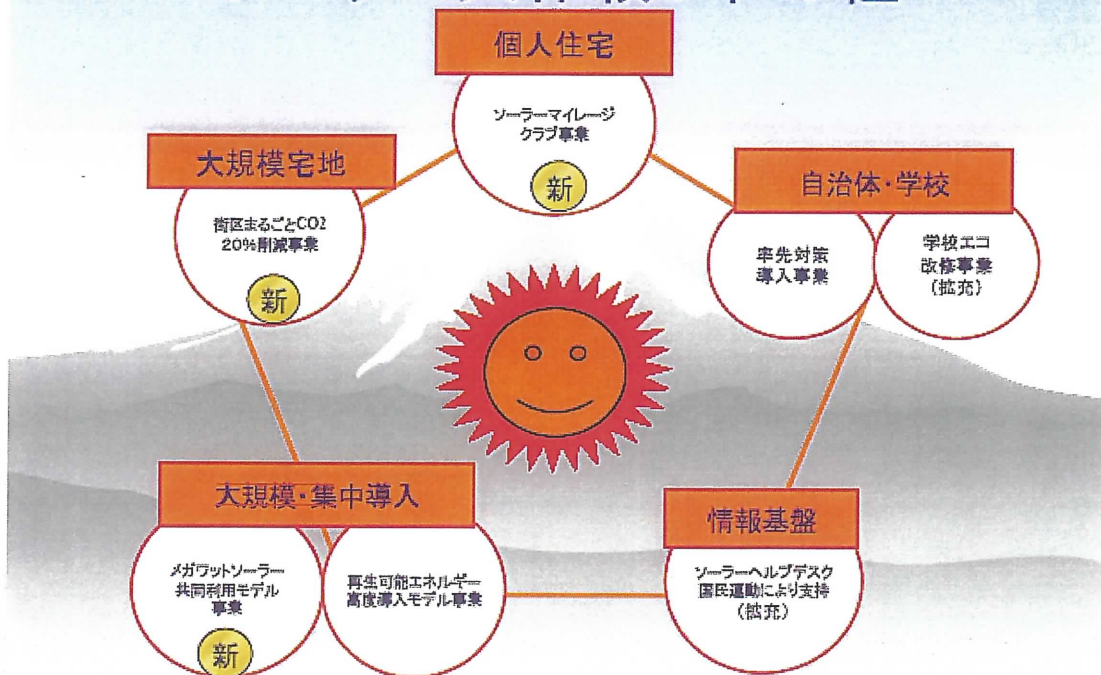 個人住宅
ソーラーマイレージ
クラブ事業
新
大規模宅地
街区まるごとCO2
20%削減事業
新
自治体・学校
率先対策
導入事業
学校エコ
改修事業
(拡充)
大規模・集中導入
メガワットソーラー
共同利用モデル
事業
新
再生可能エネルギー
高度導入モデル事業
情報基盤
ソーラーヘルプデスク
国民運動により支持
(拡充)